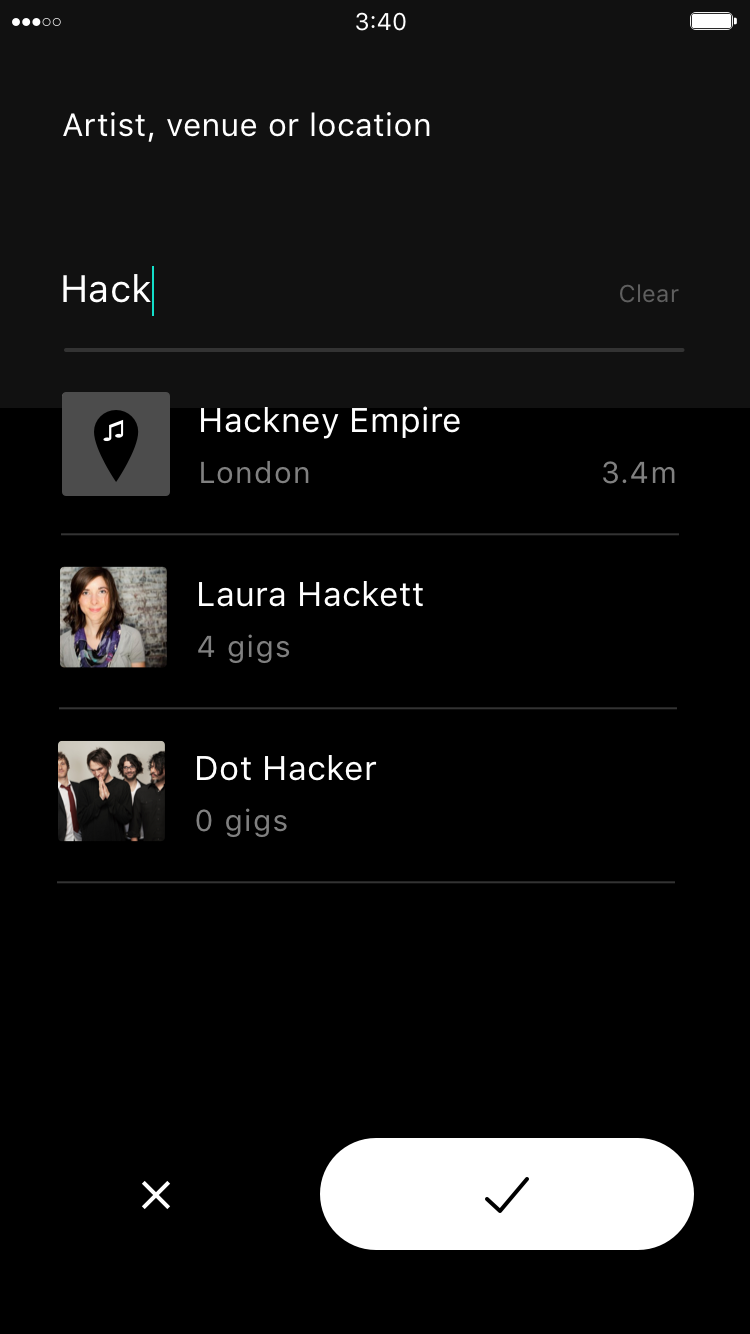 3:40
Artist, venue or location
Hack
Clear
Hackney Empire
London
3.4m
Laura Hackett
4 gigs
Dot Hacker
0 gigs